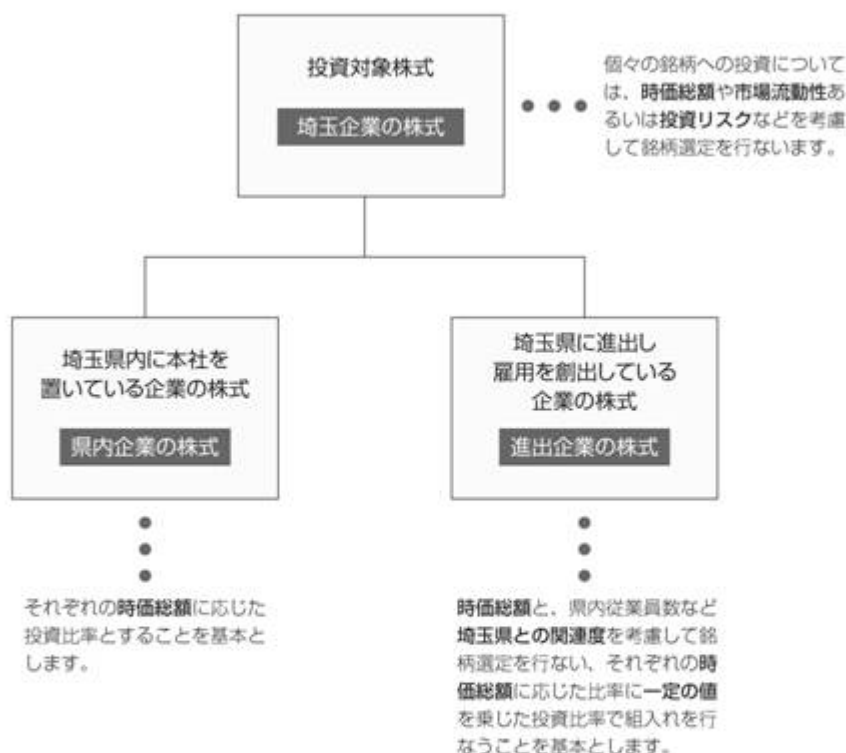 投資対象株式
埼玉企業の株式
個々の銘柄への投資について
は、時価総額や市場流動性あ
るいは投資リスクなどを考慮
して銘柄選定を行ないます。
埼玉県内に本社を
置いている企業の株式
県内企業の株式
埼玉県に進出し
雇用を創出している
企業の株式
進出企業の株式
それぞれの時価総額に応じた
投資比率とすることを基本と
します。
時価総額と、県内従業員数など
埼玉県との関連度を考慮して銘
柄選定を行ない、それぞれの時
価総額に応じた比率に一定の値
を乗じた投資比率で組入れを行
なうことを基本とします。